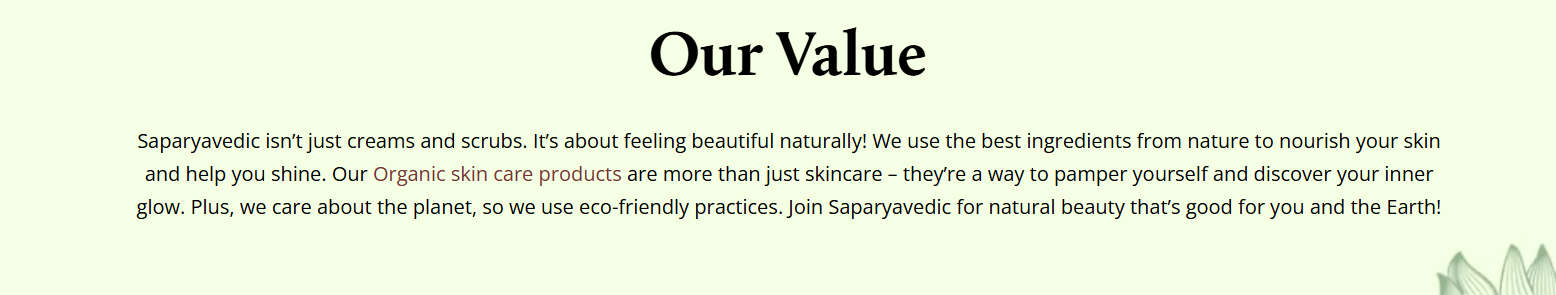 Our Value
Saparyavedic isn’t just creams and scrubs. It’s about feeling beautiful naturally! We use the best ingredients from nature to nourish your skin
and help you shine. Our Organic skin care products are more than just skincare – they’re a way to pamper yourself and discover your inner
glow. Plus, we care about the planet, so we use eco-friendly practices. Join Saparyavedic for natural beauty that’s good for you and the Earth!